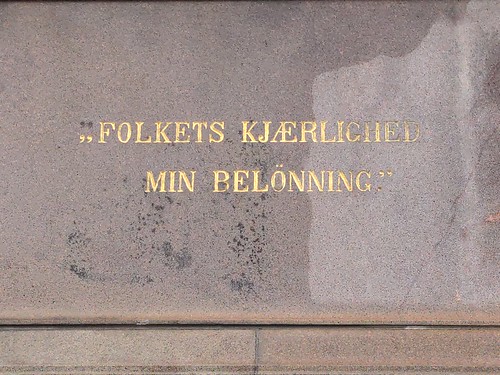 „FOLKETS KJÆRLIGHED
MIN BELÖNNING.”